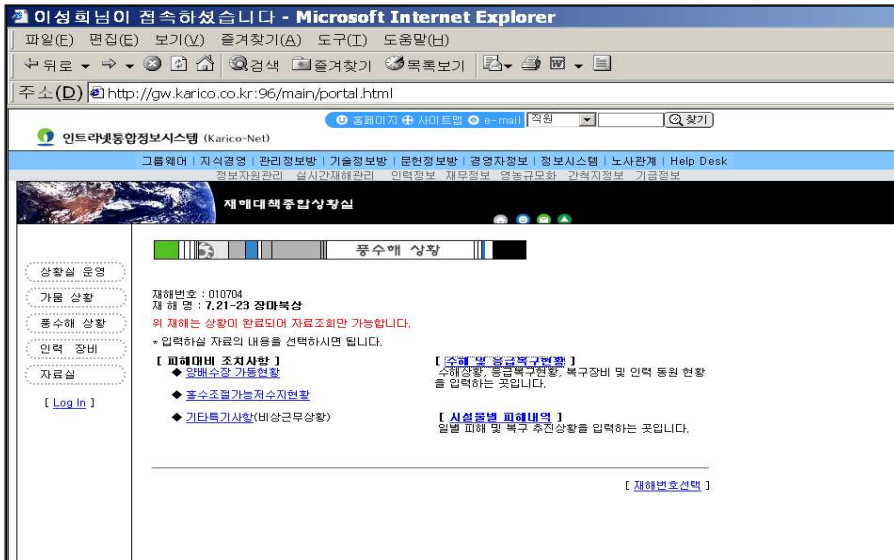 이성희님이 접속하셨습니다 - Microsoft Internet Explorer
파일(F) 편집(E) 보기(V) 즐겨찾기(A) 도구(T) 도움말(H)
뒤로 검색 즐겨찾기 목록보기
주소(D) http://gw.karico.co.kr:96/main/portal.html
홈페이지 사이트맵 e-mail 직원 찾기
인트라넷통합정보시스템 (Karico-Net)
그룹웨어 | 지식경영 | 관리정보방 | 기술정보방 | 문헌정보방 | 경영자정보 | 정보시스템 | 노사관계 | Help Desk
정보자원관리 실시간재해관리 인력정보 재무정보 영농규모화 간척지정보 기금정보
재해대책종합상황실
풍수해 상황
상황실 운영
가뭄 상황
풍수해 상황
인력 장비
자료실
[ Log In ]
재해번호 : 010704
재 해 명 : 7.21-23 장마북상
위 재해는 상황이 완료되어 자료조회만 가능합니다.
* 입력하실 자료의 내용을 선택하시면 됩니다.
[ 피해대비 조치사항 ]
◆ 양배수장 가동현황
◆ 홍수조절가능저수지현황
◆ 기타특기사항(비상근무상황)
[ 수해 및 응급복구현황 ]
수해상황, 응급복구현황, 복구장비 및 인력 동원 현황
을 입력하는 곳입니다.
[ 시설물별 피해내역 ]
일별 피해 및 복구 추진상황을 입력하는 곳입니다.
[ 재해번호선택 ]